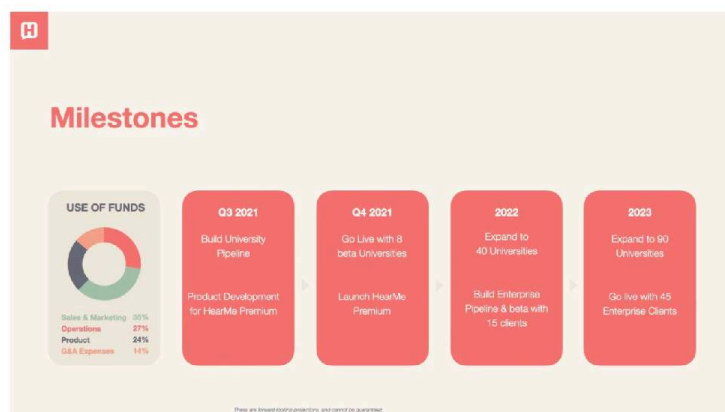 H
Milestones
USE OF FUNDS
Sales & Marketing 35%
Operations 27%
Product 24%
G&A Expenses 14%
Q3 2021
Build University
Pipeline
Product Development
for HearMe Premium
Q4 2021
Go Live with 8
beta Universities
Launch HearMe
Premium
2022
Expand to
40 Universities
Build Enterprise
Pipeline & beta with
15 clients
2023
Expand to 90
Universities
Go live with 45
Enterprise Clients
These are forward looking projections, and cannot be guaranteed